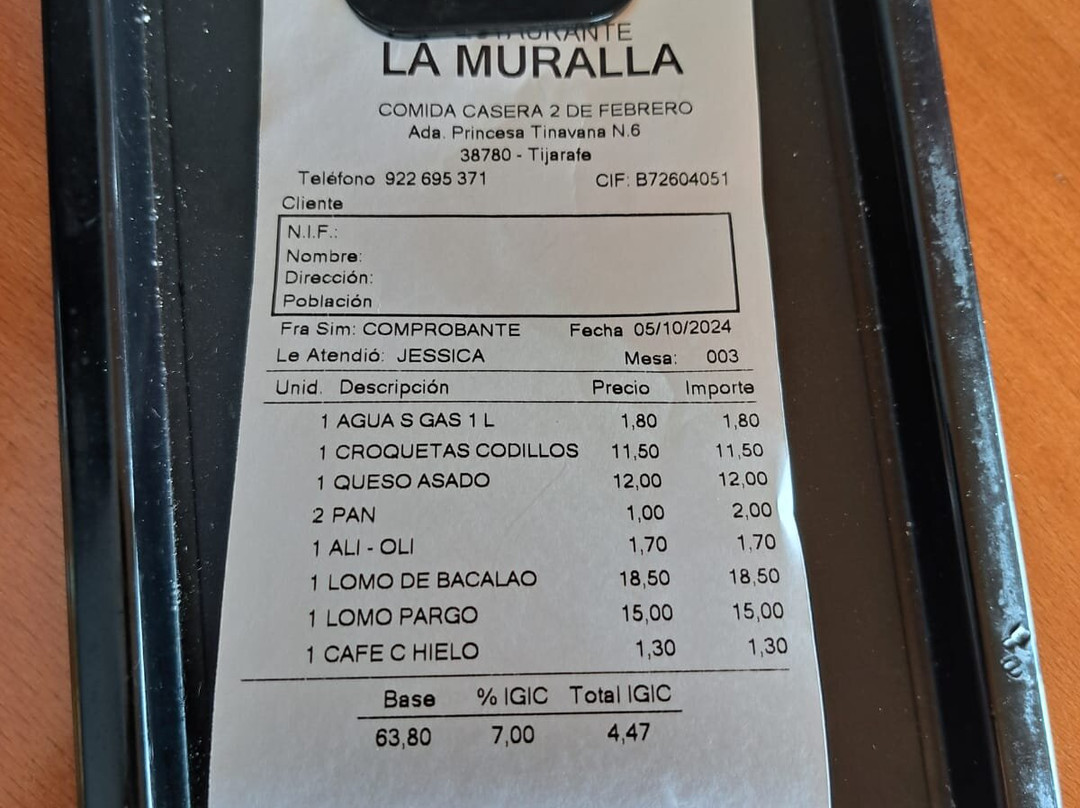 LA MURALLA
COMIDA CASERA 2 DE FEBRERO
Ada. Princesa Tinavana N.6
38780 - Tijarafe
Teléfono 922 695 371 CIF: B72604051
Cliente
N.I.F.:
Nombre:
Dirección:
Población
Fra Sim: COMPROBANTE Fecha 05/10/2024
Le Atendió: JESSICA Mesa: 003
Unid. Descripción Precio Importe
1 AGUA S GAS 1 L 1,80 1,80
1 CROQUETAS CODILLOS 11,50 11,50
1 QUESO ASADO 12,00 12,00
2 PAN 1,00 2,00
1 ALI - OLI 1,70 1,70
1 LOMO DE BACALAO 18,50 18,50
1 LOMO PARGO 15,00 15,00
1 CAFE C HIELO 1,30 1,30
Base % IGIC Total IGIC
63,80 7,00 4,47